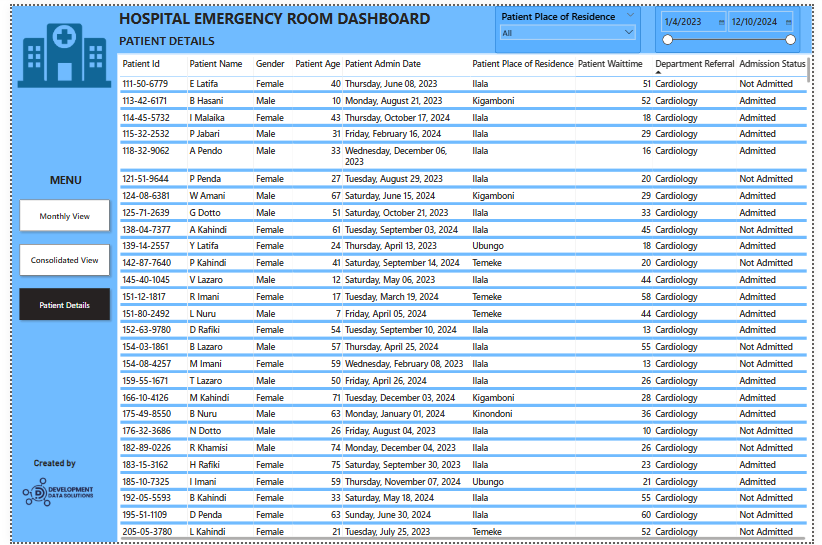 HOSPITAL EMERGENCY ROOM DASHBOARD
PATIENT DETAILS
Patient Place of Residence
All
1/4/2023 12/10/2024
Patient Id Patient Name Gender Patient Age Patient Admin Date Patient Place of Residence Patient Waittime Department Referral Admission Status
111-50-6779 E Latifa Female 40 Thursday, June 08, 2023 Ilala 51 Cardiology Not Admitted
113-42-6171 B Hasani Male 10 Monday, August 21, 2023 Kigamboni 52 Cardiology Admitted
114-45-5732 I Malaika Female 43 Thursday, October 17, 2024 Ilala 18 Cardiology Admitted
115-32-2532 P Jabari Male 31 Friday, February 16, 2024 Ilala 29 Cardiology Admitted
118-32-9062 A Pendo Male 33 Wednesday, December 06, 2023 Ilala 16 Cardiology Admitted
121-51-9644 P Penda Female 27 Tuesday, August 29, 2023 Ilala 20 Cardiology Not Admitted
124-08-6381 W Amani Male 67 Saturday, June 15, 2024 Kigamboni 29 Cardiology Admitted
125-71-2639 G Dotto Male 51 Saturday, October 21, 2023 Ilala 33 Cardiology Admitted
138-04-7377 A Kahindi Female 61 Tuesday, September 03, 2024 Ilala 45 Cardiology Not Admitted
139-14-2557 Y Latifa Female 24 Thursday, April 13, 2023 Ubungo 18 Cardiology Admitted
142-87-7640 P Kahindi Female 41 Saturday, September 14, 2024 Temeke 20 Cardiology Not Admitted
145-40-1045 V Lazaro Male 12 Saturday, May 06, 2023 Ilala 44 Cardiology Admitted
151-12-1817 R Imani Female 17 Tuesday, March 19, 2024 Temeke 58 Cardiology Admitted
151-80-2492 L Nuru Male 7 Friday, April 05, 2024 Temeke 44 Cardiology Admitted
152-63-9780 D Rafiki Female 54 Tuesday, September 10, 2024 Ilala 13 Cardiology Admitted
154-03-1861 B Lazaro Male 57 Thursday, April 25, 2024 Ilala 55 Cardiology Not Admitted
154-08-4257 M Imani Female 59 Wednesday, February 08, 2023 Ilala 13 Cardiology Not Admitted
159-55-1671 T Lazaro Male 50 Friday, April 26, 2024 Ilala 26 Cardiology Admitted
166-10-4126 M Kahindi Female 71 Tuesday, December 03, 2024 Kigamboni 28 Cardiology Admitted
175-49-8550 B Nuru Male 63 Monday, January 01, 2024 Kinondoni 36 Cardiology Admitted
176-32-3686 N Dotto Male 26 Friday, August 04, 2023 Ilala 10 Cardiology Not Admitted
182-89-0226 R Khamisi Male 74 Monday, December 04, 2023 Ilala 26 Cardiology Not Admitted
183-15-3162 H Rafiki Female 75 Saturday, September 30, 2023 Ilala 23 Cardiology Admitted
185-10-7325 I Imani Female 59 Thursday, November 07, 2024 Ubungo 21 Cardiology Admitted
192-05-5593 B Kahindi Female 33 Saturday, May 18, 2024 Ilala 55 Cardiology Not Admitted
195-51-1109 D Penda Female 63 Sunday, June 30, 2024 Ilala 60 Cardiology Not Admitted
205-05-3780 L Kahindi Female 21 Tuesday, July 25, 2023 Temeke 52 Cardiology Not Admitted
MENU
Monthly View
Consolidated View
Patient Details
Created by
DEVELOPMENT
DATA SOLUTIONS